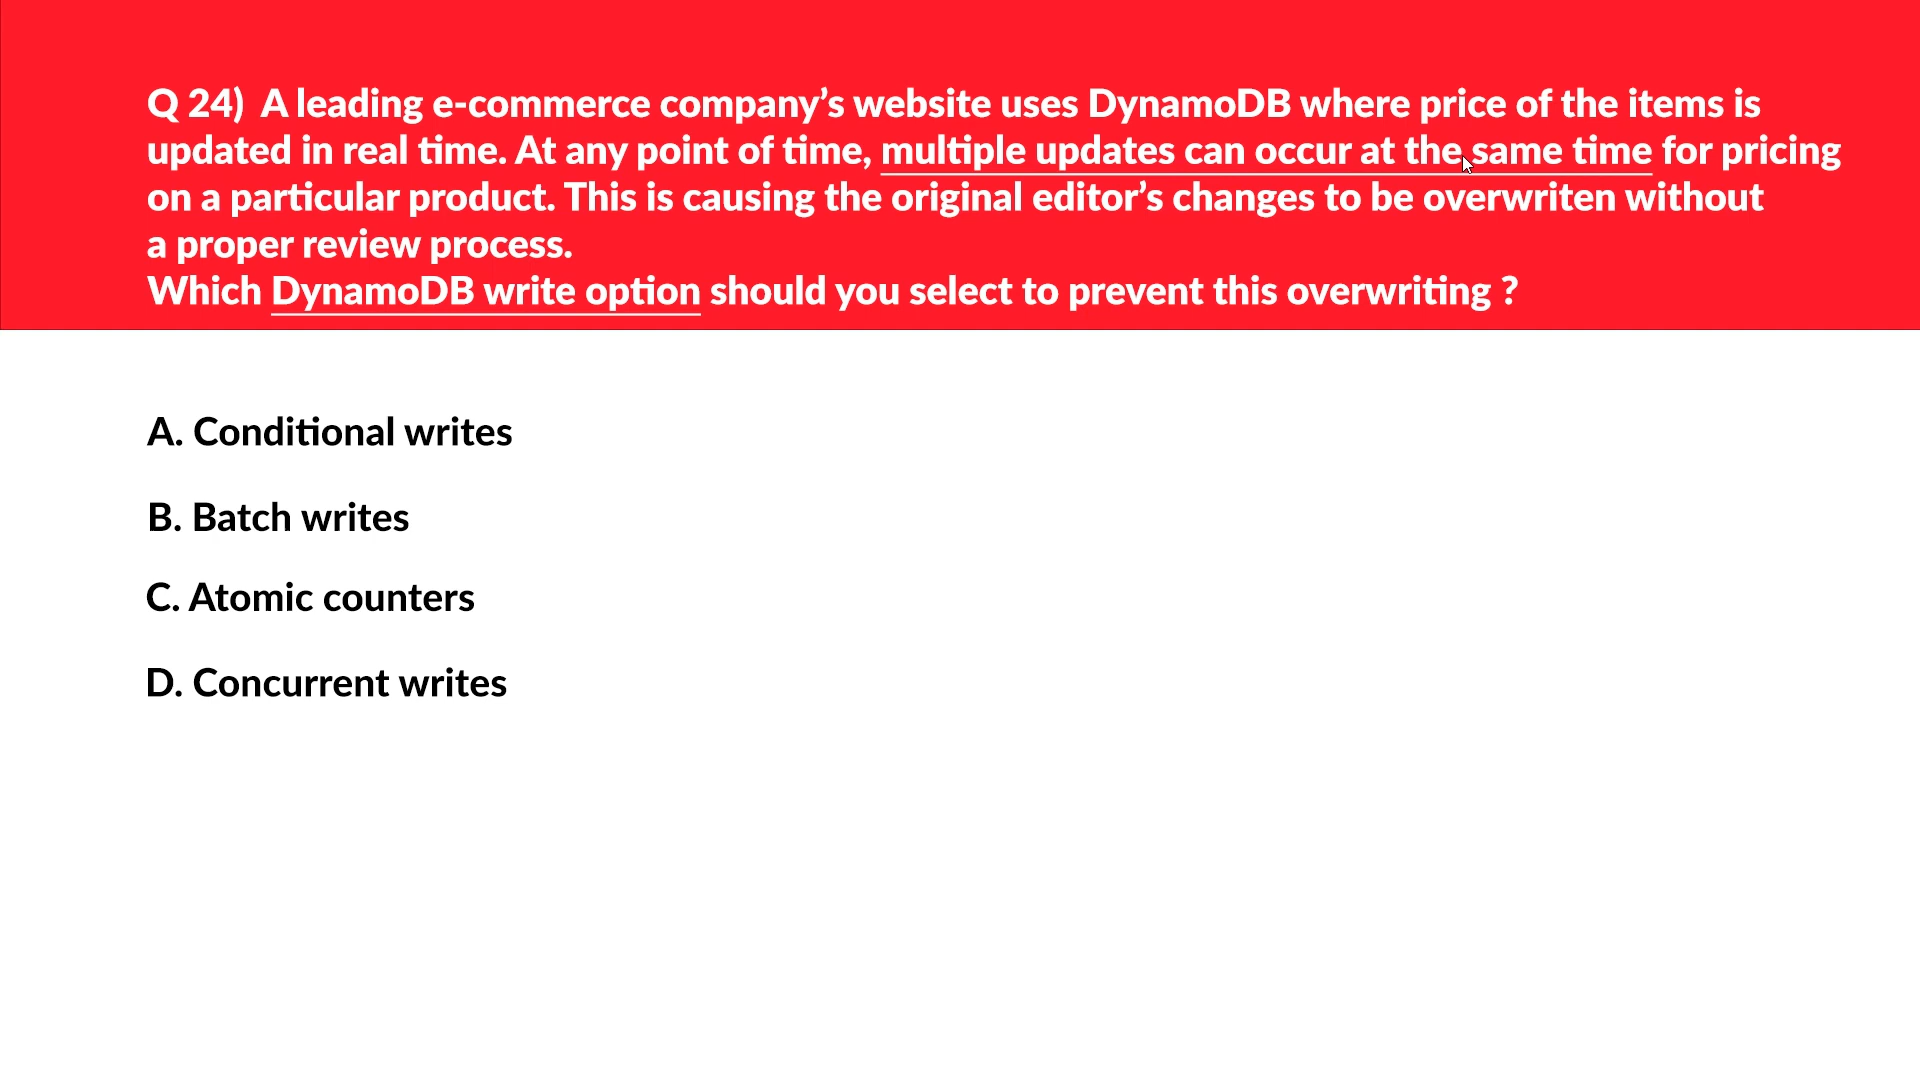 Q 24) A leading e-commerce company’s website uses DynamoDB where price of the items is
updated in real time. At any point of time, multiple updates can occur at the same time for pricing
on a particular product. This is causing the original editor’s changes to be overwriten without
a proper review process.
Which DynamoDB write option should you select to prevent this overwriting ?
A. Conditional writes
B. Batch writes
C. Atomic counters
D. Concurrent writes